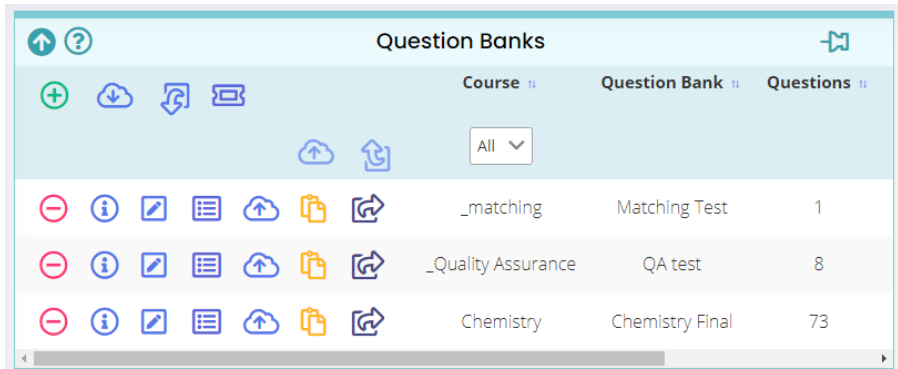 Question Banks
Course Question Bank Questions
All
_matching Matching Test 1
_Quality Assurance QA test 8
Chemistry Chemistry Final 73